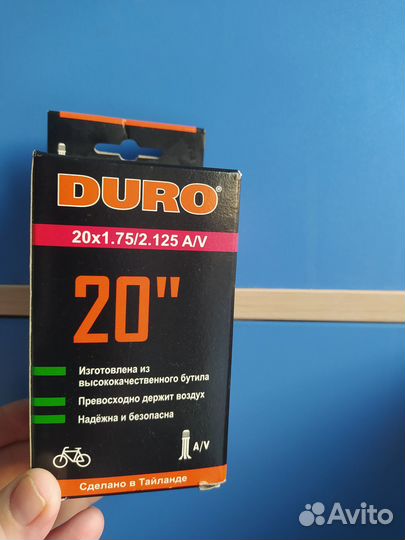 DURO®
20x1.75/2.125 A/V
20"
Изготовлена из
высококачественного бутила
Превосходно держит воздух
Надёжна и безопасна
A/V
Сделано в Тайланде
Avito